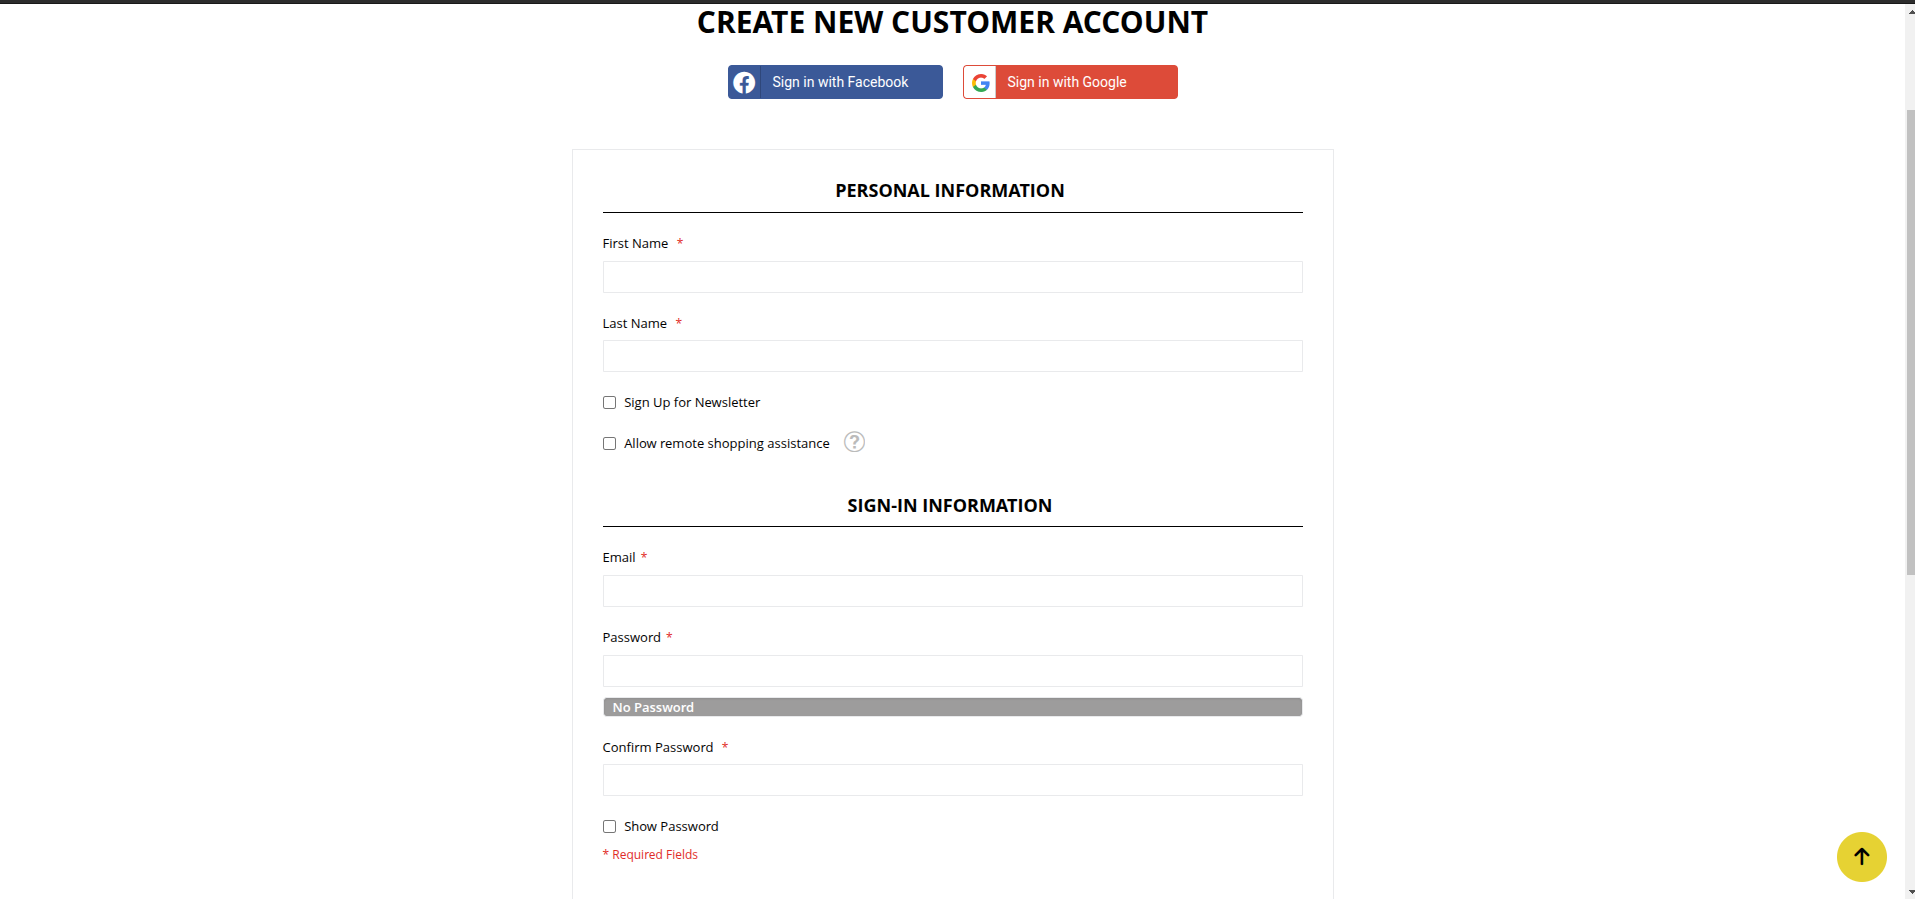 CREATE NEW CUSTOMER ACCOUNT
Sign in with Facebook
Sign in with Google
PERSONAL INFORMATION
First Name *
Last Name *
Sign Up for Newsletter
Allow remote shopping assistance ?
SIGN-IN INFORMATION
Email *
Password *
No Password
Confirm Password *
Show Password
* Required Fields